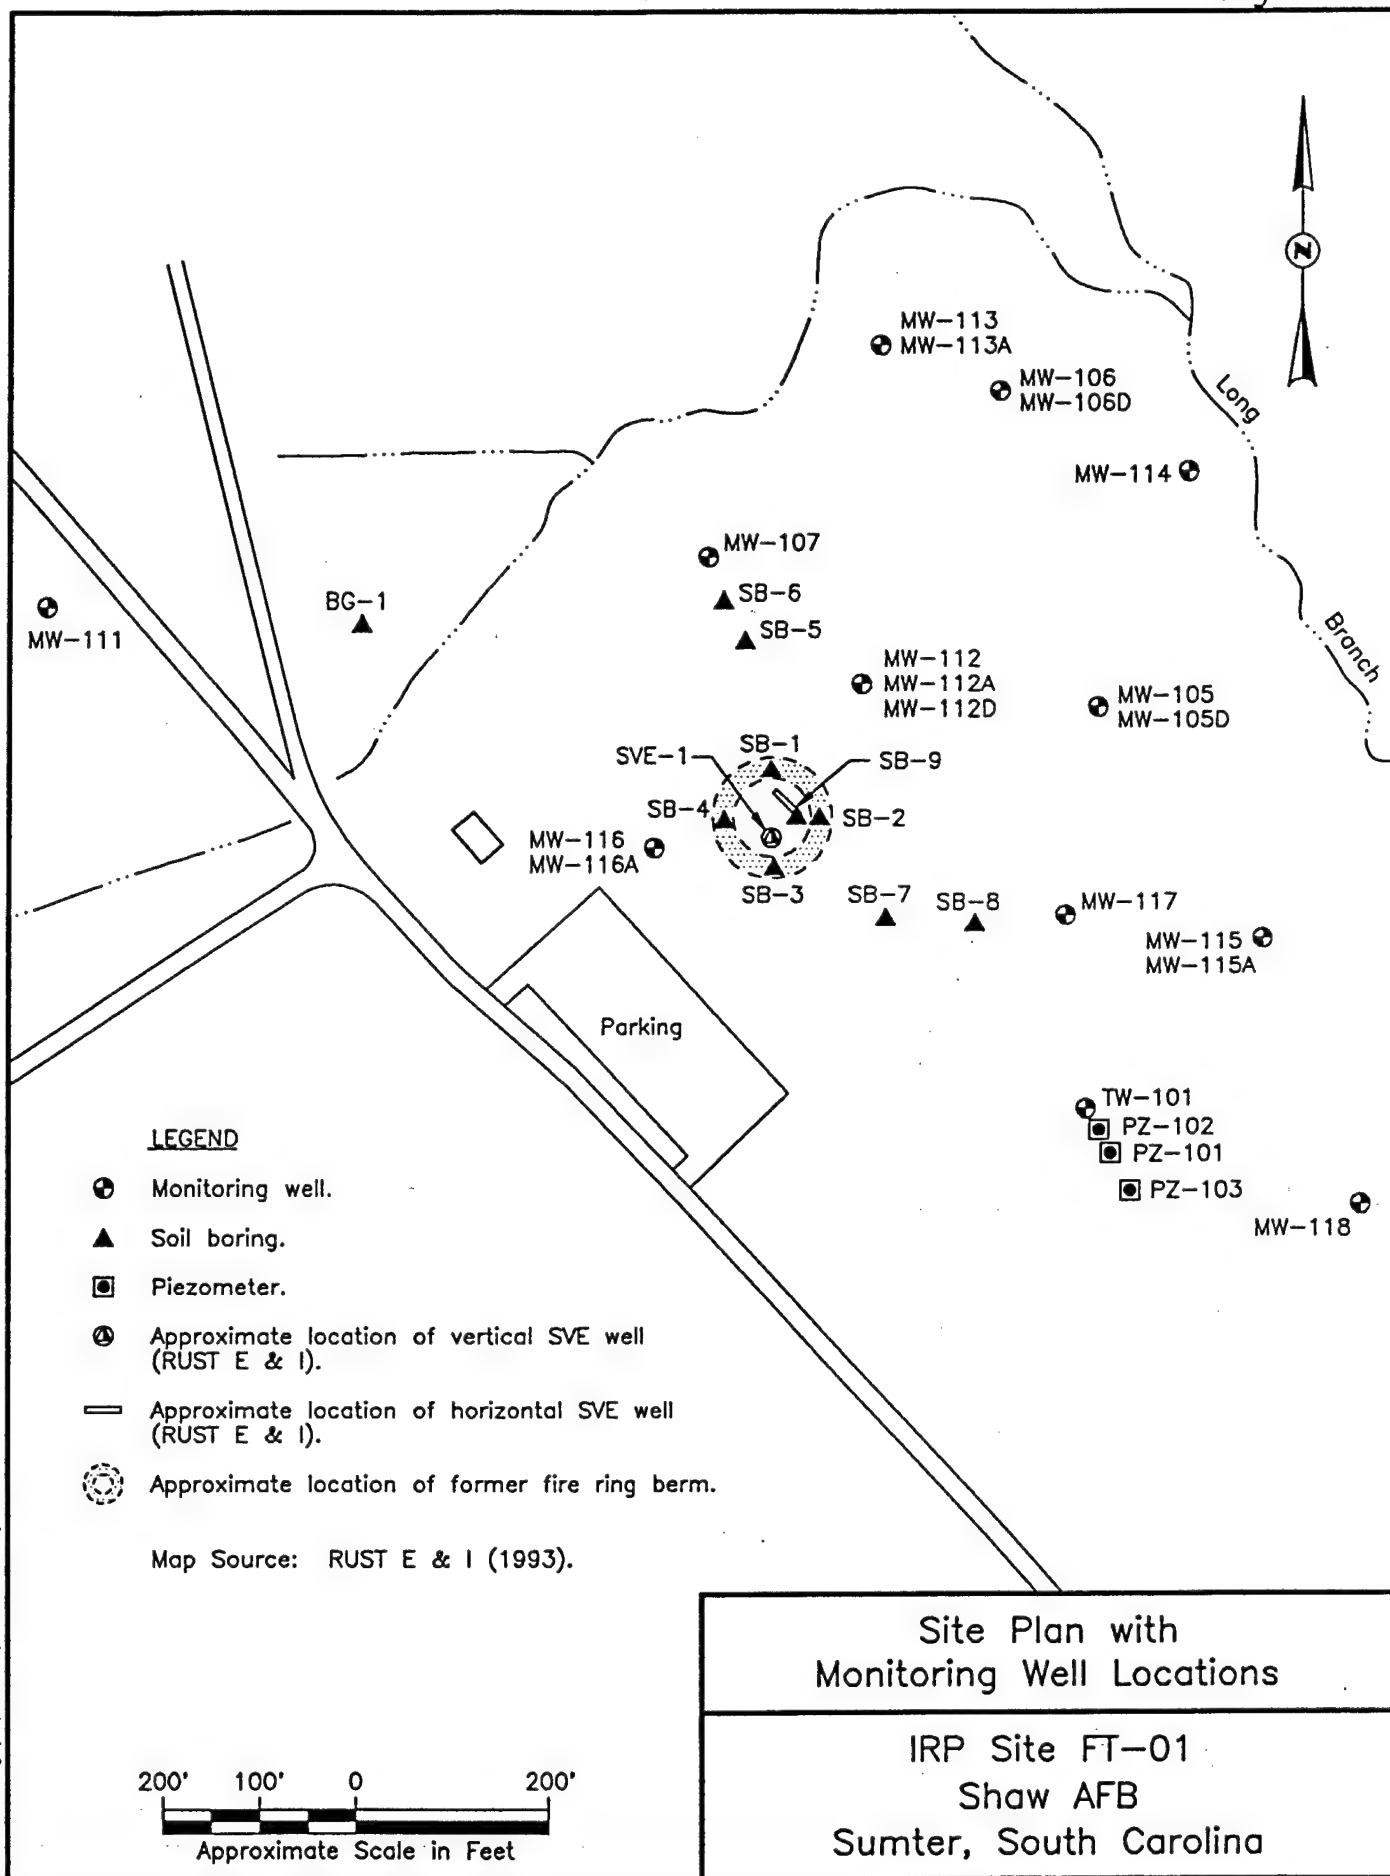 N
MW-113
MW-113A
MW-106
MW-106D
Long
MW-114
MW-107
SB-6
BG-1
SB-5
MW-111
Branch
MW-112
MW-112A
MW-112D
MW-105
MW-105D
SB-1
SVE-1
SB-9
SB-4
SB-2
MW-116
MW-116A
SB-3
SB-7
SB-8
MW-117
MW-115
MW-115A
Parking
TW-101
PZ-102
PZ-101
PZ-103
MW-118
LEGEND
Monitoring well.
Soil boring.
Piezometer.
Approximate location of vertical SVE well
(RUST E & I).
Approximate location of horizontal SVE well
(RUST E & I).
Approximate location of former fire ring berm.
Map Source: RUST E & I (1993).
200' 100' 0 200'
Approximate Scale in Feet
Site Plan with
Monitoring Well Locations
IRP Site FT-01
Shaw AFB
Sumter, South Carolina